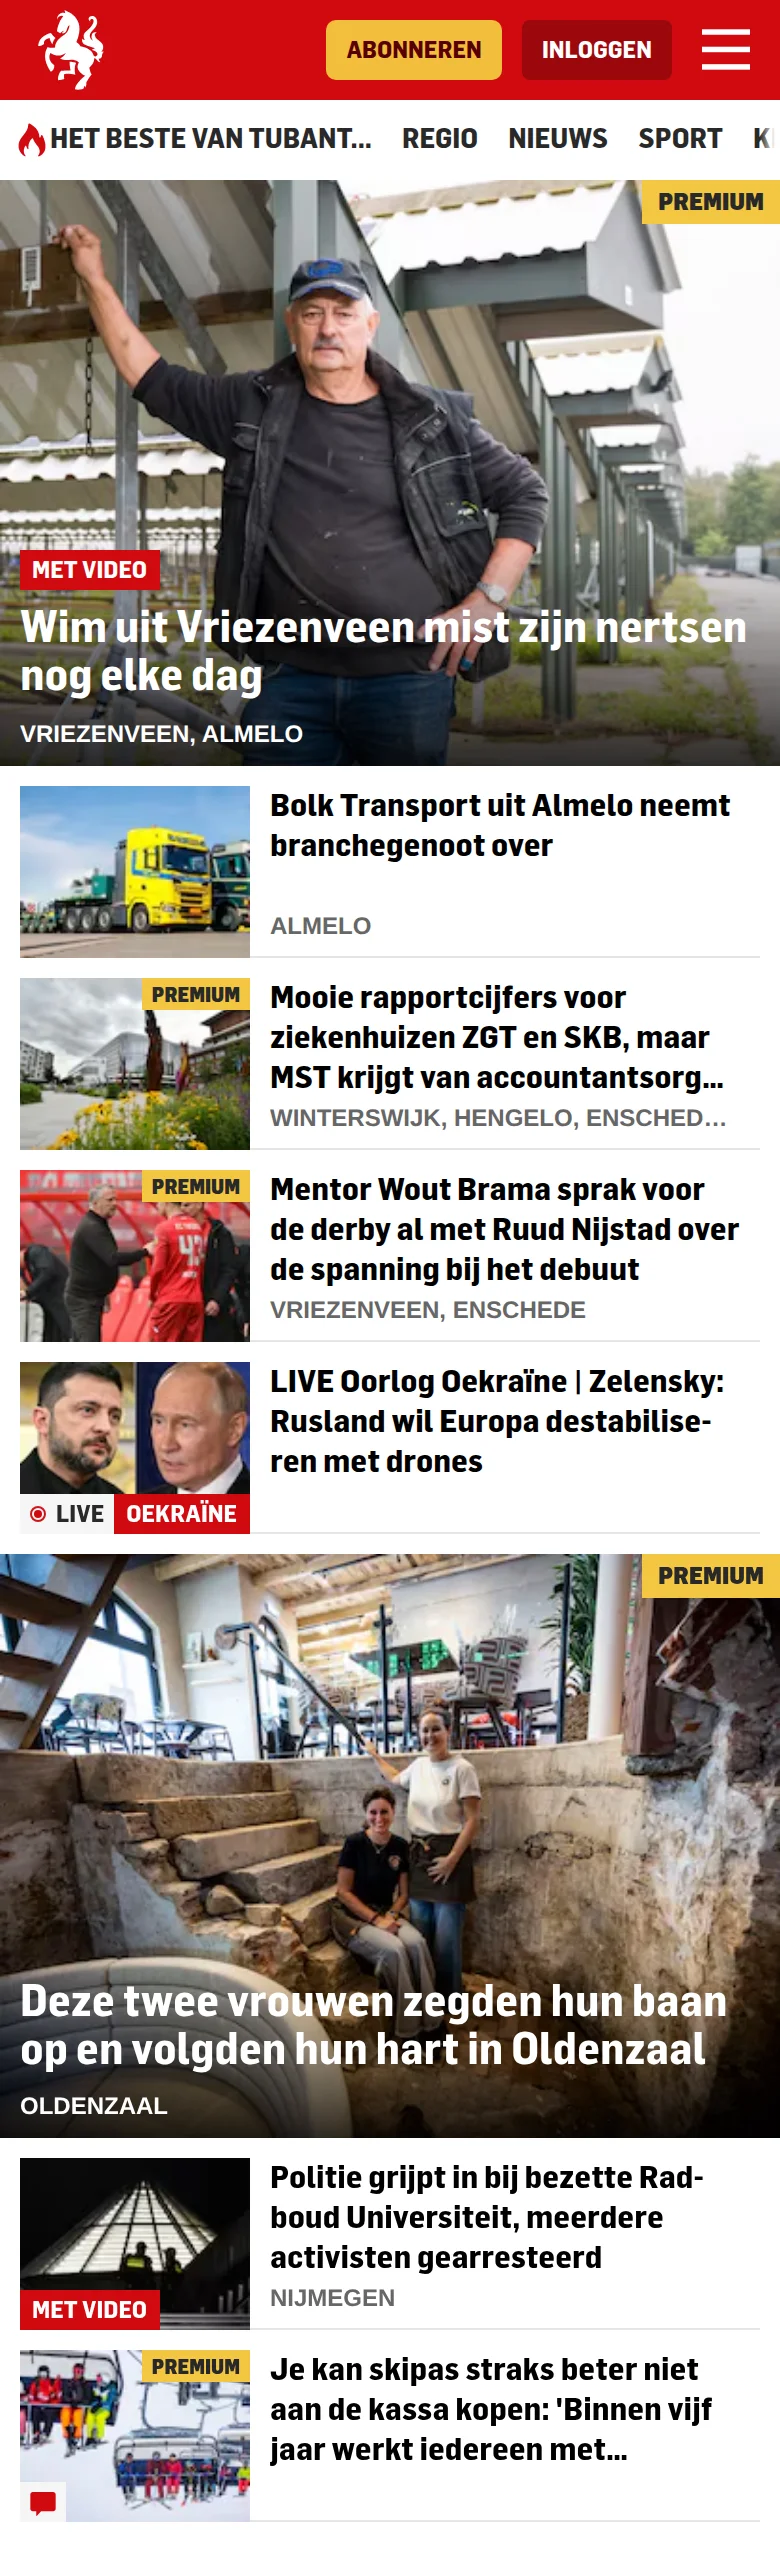 ABONNEREN
INLOGGEN
HET BESTE VAN TUBANT...
REGIO
NIEUWS
SPORT
PREMIUM
MET VIDEO
Wim uit Vriezenveen mist zijn nertsen
nog elke dag
VRIEZENVEEN, ALMELO
Bolk Transport uit Almelo neemt
branchegenoot over
ALMELO
PREMIUM
Mooie rapportcijfers voor
ziekenhuizen ZGT en SKB, maar
MST krijgt van accountantsorg...
WINTERSWIJK, HENGELO, ENSCHED...
PREMIUM
Mentor Wout Brama sprak voor
de derby al met Ruud Nijstad over
de spanning bij het debuut
VRIEZENVEEN, ENSCHEDE
LIVE Oorlog Oekraïne | Zelensky:
Rusland wil Europa destabilise-
ren met drones
LIVE
OEKRAÏNE
PREMIUM
Deze twee vrouwen zegden hun baan
op en volgden hun hart in Oldenzaal
OLDENZAAL
Politie grijpt in bij bezette Rad-
boud Universiteit, meerdere
activisten gearresteerd
NIJMEGEN
MET VIDEO
PREMIUM
Je kan skipas straks beter niet
aan de kassa kopen: 'Binnen vijf
jaar werkt iedereen met...